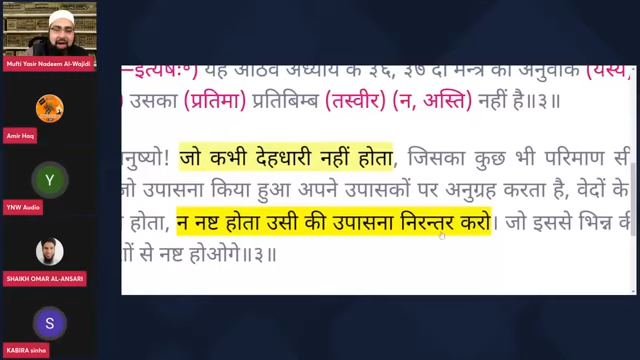 Mufti Yasir Nadeem Al-Wajidi
Amir Haq
Y
YNW Audio
SHAIKH OMAR AL-ANSARI
S
KABIRA sinha
यह आठवें अध्याय के ३६, ३७ दो मन्त्र की अनुवाक (यस्य,
उसका (प्रतिमा) प्रतिबिम्ब (तस्वीर) (न, अस्ति) नहीं है॥३॥
नुष्यो! जो कभी देहधारी नहीं होता, जिसका कुछ भी परिमाण सी
जो उपासना किया हुआ अपने उपासकों पर अनुग्रह करता है, वेदों के
होता, न नष्ट होता उसी की उपासना निरन्तर करो। जो इससे भिन्न की
से नष्ट होओगे॥३॥